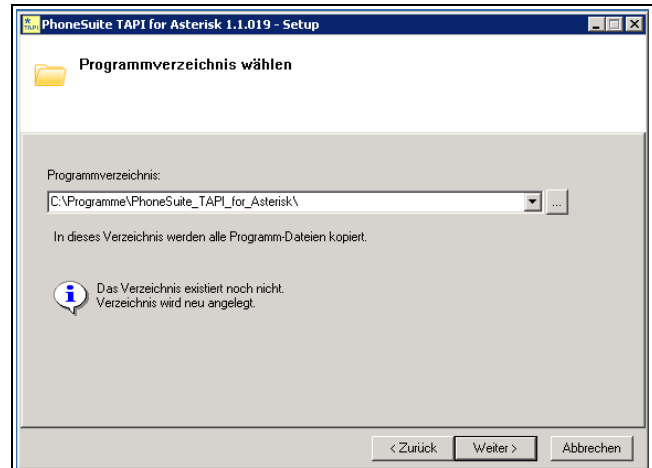 TAPI
PhoneSuite TAPI for Asterisk 1.1.019 - Setup
Programmverzeichnis wählen
Programmverzeichnis:
C:\Programme\PhoneSuite_TAPI_for_Asterisk\
...
In dieses Verzeichnis werden alle Programm-Dateien kopiert.
Das Verzeichnis existiert noch nicht.
Verzeichnis wird neu angelegt.
< Zurück Weiter > Abbrechen